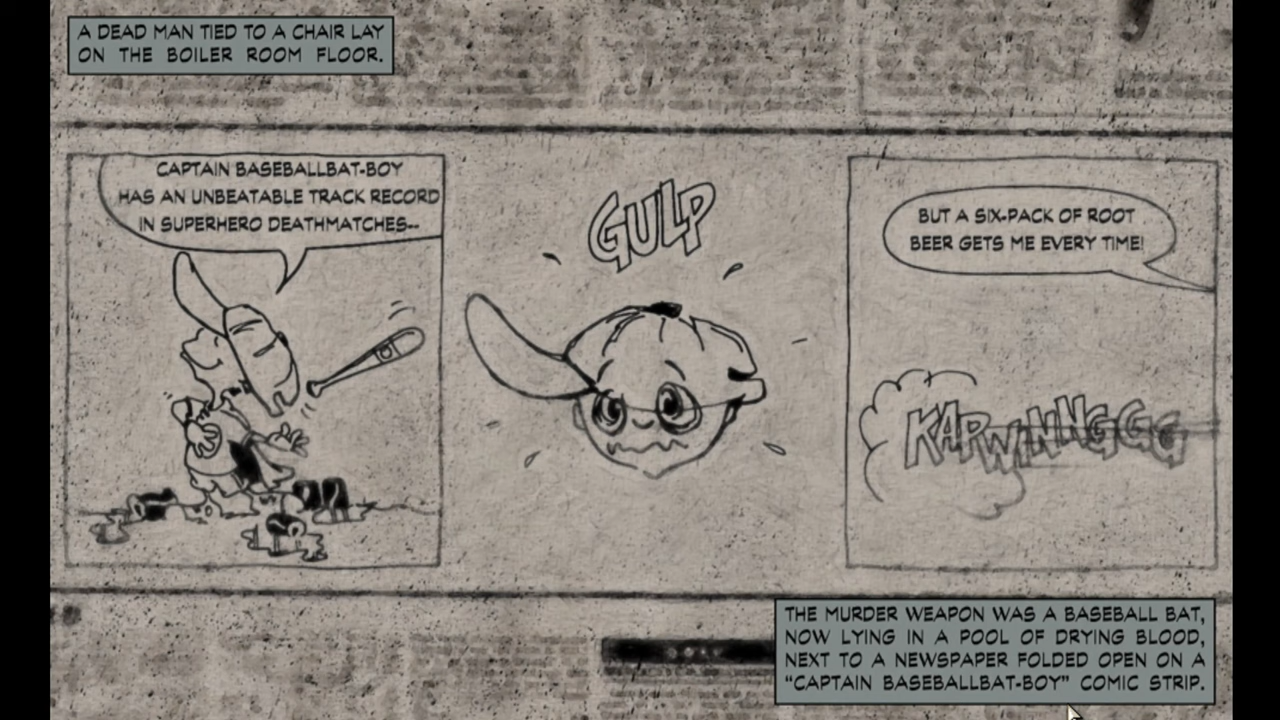 A DEAD MAN TIED TO A CHAIR LAY
ON THE BOILER ROOM FLOOR.
CAPTAIN BASEBALLBAT-BOY
HAS AN UNBEATABLE TRACK RECORD
IN SUPERHERO DEATHMATCHES--
GULP
BUT A SIX-PACK OF ROOT
BEER GETS ME EVERY TIME!
KAPWINNGGGG
THE MURDER WEAPON WAS A BASEBALL BAT,
NOW LYING IN A POOL OF DRYING BLOOD,
NEXT TO A NEWSPAPER FOLDED OPEN ON A
"CAPTAIN BASEBALLBAT-BOY" COMIC STRIP.